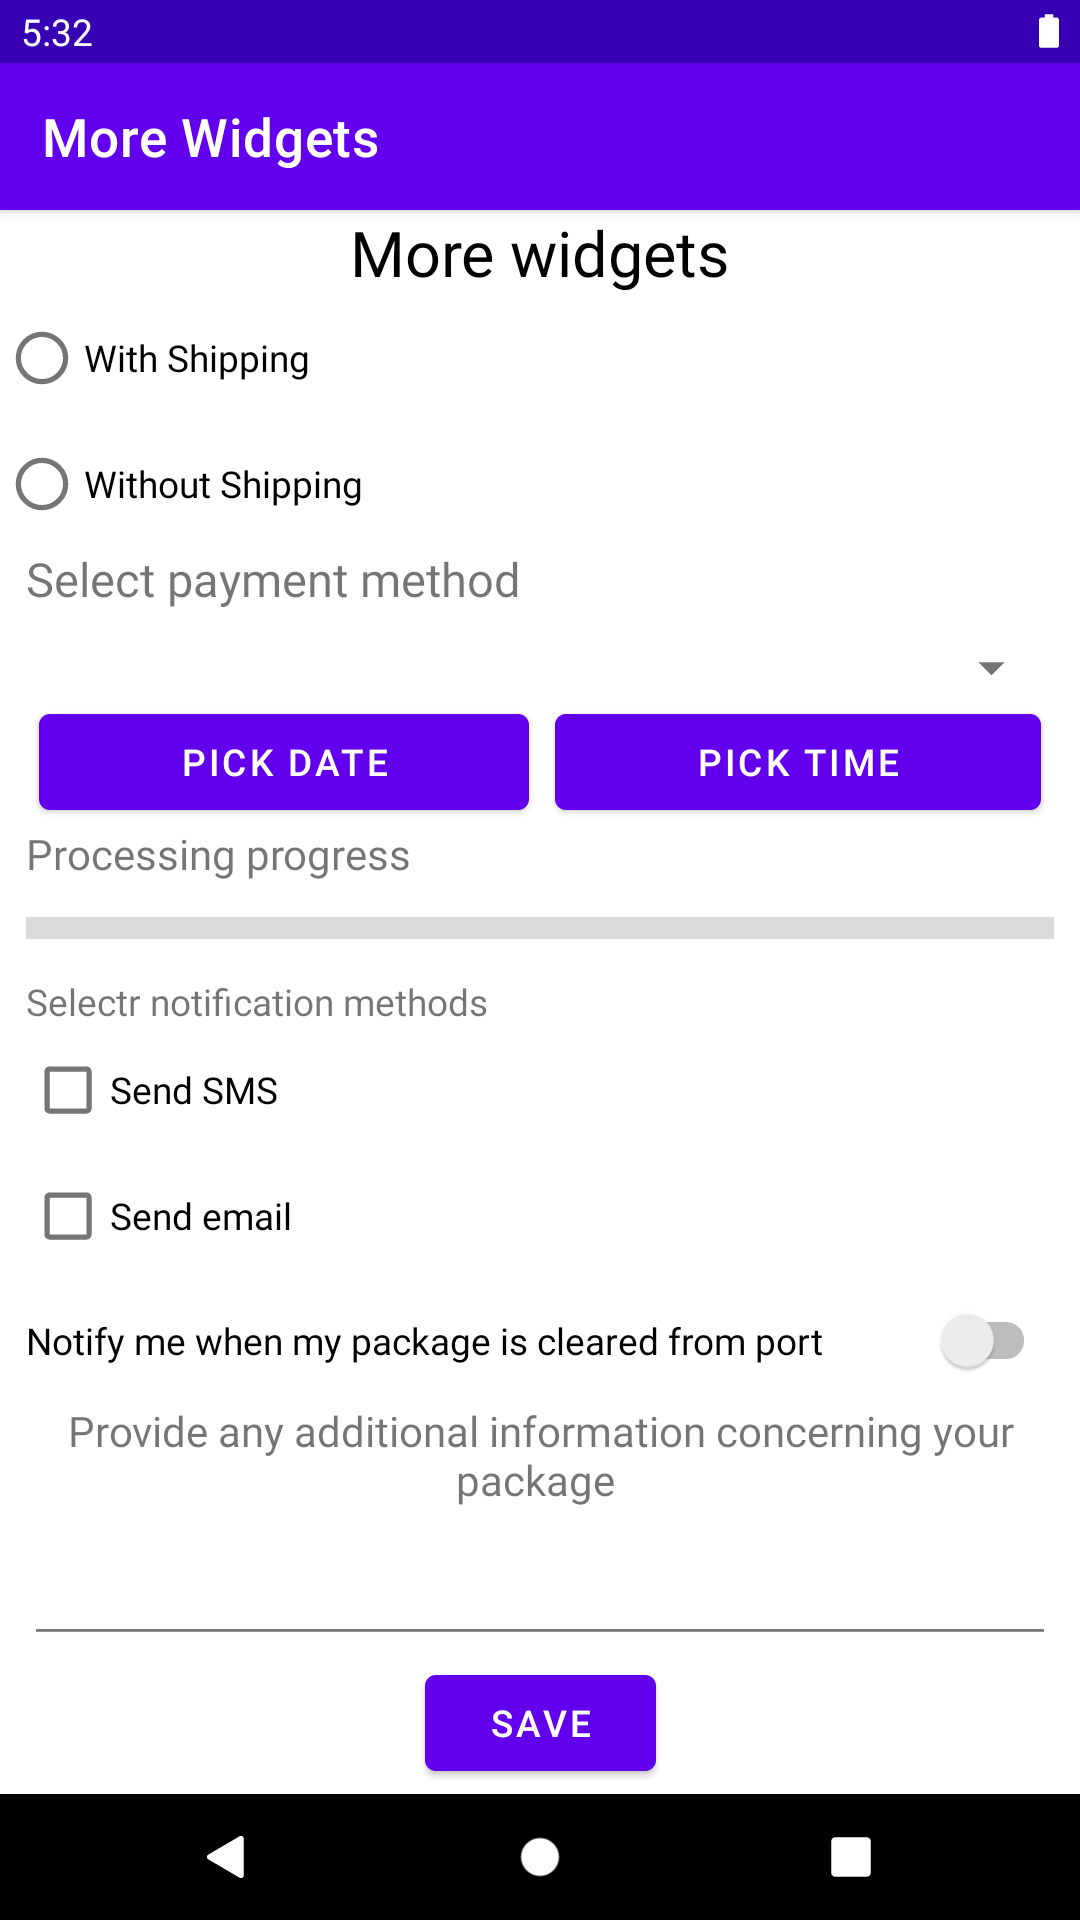 5:32
More Widgets
More widgets
With Shipping
Without Shipping
Select payment method
PICK DATE
PICK TIME
Processing progress
Selectr notification methods
Send SMS
Send email
Notify me when my package is cleared from port
Provide any additional information concerning your
package
SAVE